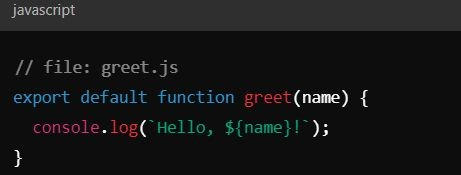 javascript
// file: greet.js
export default function greet(name) {
  console.log(`Hello, ${name}!`);
}